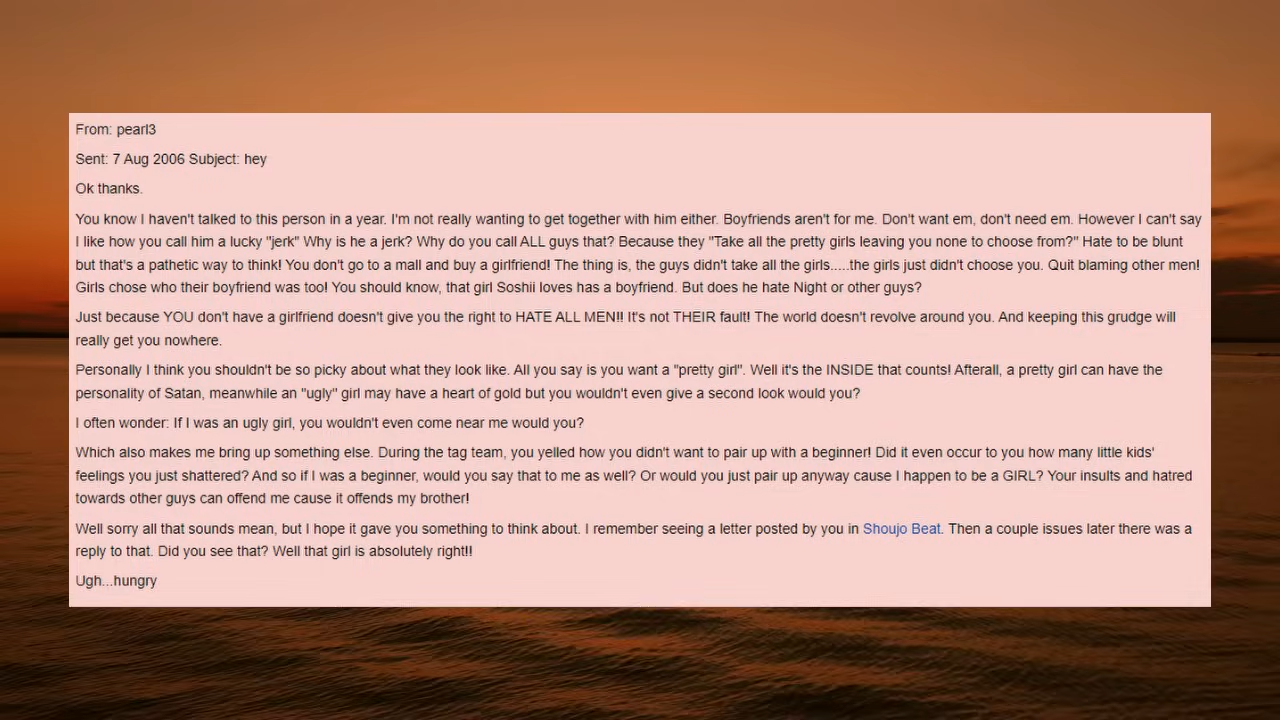 From: pearl3
Sent: 7 Aug 2006 Subject: hey
Ok thanks.
You know I haven't talked to this person in a year. I'm not really wanting to get together with him either. Boyfriends aren't for me. Don't want em, don't need em. However I can't say
I like how you call him a lucky "jerk" Why is he a jerk? Why do you call ALL guys that? Because they "Take all the pretty girls leaving you none to choose from?" Hate to be blunt
but that's a pathetic way to think! You don't go to a mall and buy a girlfriend! The thing is, the guys didn't take all the girls.....the girls just didn't choose you. Quit blaming other men!
Girls chose who their boyfriend was too! You should know, that girl Soshii loves has a boyfriend. But does he hate Night or other guys?
Just because YOU don't have a girlfriend doesn't give you the right to HATE ALL MEN!! It's not THEIR fault! The world doesn't revolve around you. And keeping this grudge will
really get you nowhere.
Personally I think you shouldn't be so picky about what they look like. All you say is you want a "pretty girl". Well it's the INSIDE that counts! Afterall, a pretty girl can have the
personality of Satan, meanwhile an "ugly" girl may have a heart of gold but you wouldn't even give a second look would you?
I often wonder: If I was an ugly girl, you wouldn't even come near me would you?
Which also makes me bring up something else. During the tag team, you yelled how you didn't want to pair up with a beginner! Did it even occur to you how many little kids'
feelings you just shattered? And so if I was a beginner, would you say that to me as well? Or would you just pair up anyway cause I happen to be a GIRL? Your insults and hatred
towards other guys can offend me cause it offends my brother!
Well sorry all that sounds mean, but I hope it gave you something to think about. I remember seeing a letter posted by you in Shoujo Beat. Then a couple issues later there was a
reply to that. Did you see that? Well that girl is absolutely right!!
Ugh...hungry